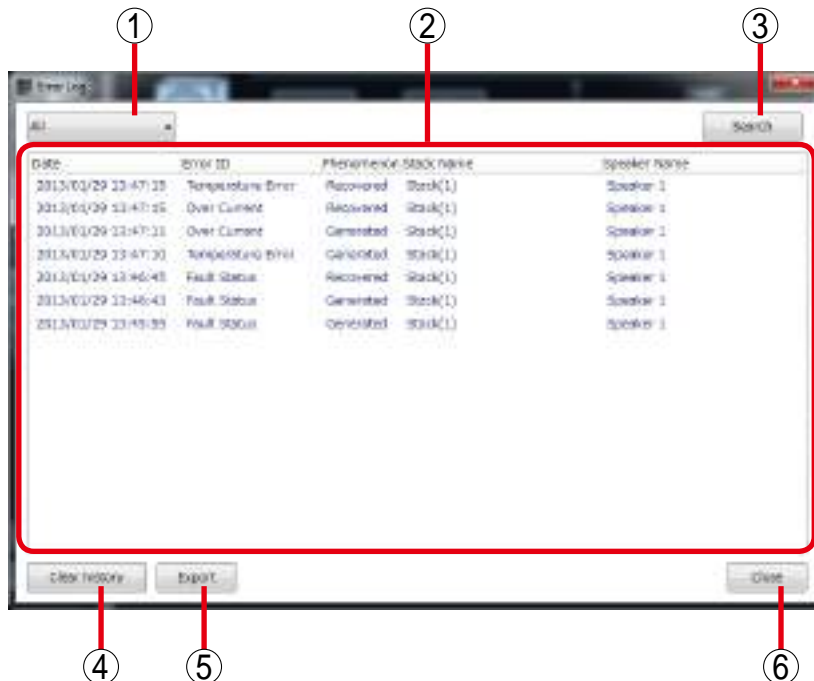 1 2 3
Error Log
All
Search
Date Error ID Phenomenon Stack Name Speaker Name
2013/01/29 13:47:15 Temperature Error Recovered Stack(1) Speaker 1
2013/01/29 13:47:15 Over Current Recovered Stack(1) Speaker 1
2013/01/29 13:47:11 Over Current Generated Stack(1) Speaker 1
2013/01/29 13:47:10 Temperature Error Generated Stack(1) Speaker 1
2013/01/29 13:46:45 Fault Status Recovered Stack(1) Speaker 1
2013/01/29 13:46:43 Fault Status Generated Stack(1) Speaker 1
2013/01/29 Fault Status Generated Stack(1) Speaker 1
Clear history Export Close
4 5 6